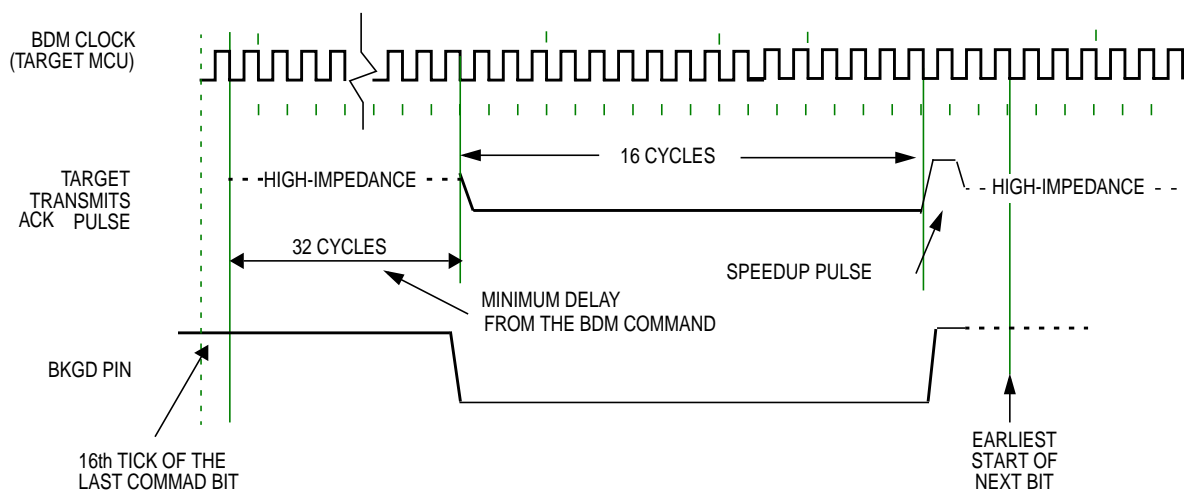 BDM CLOCK
(TARGET MCU)
16 CYCLES
TARGET
TRANSMITS
ACK PULSE
HIGH-IMPEDANCE
HIGH-IMPEDANCE
32 CYCLES
SPEEDUP PULSE
MINIMUM DELAY
FROM THE BDM COMMAND
BKGD PIN
16th TICK OF THE
LAST COMMAD BIT
EARLIEST
START OF
NEXT BIT